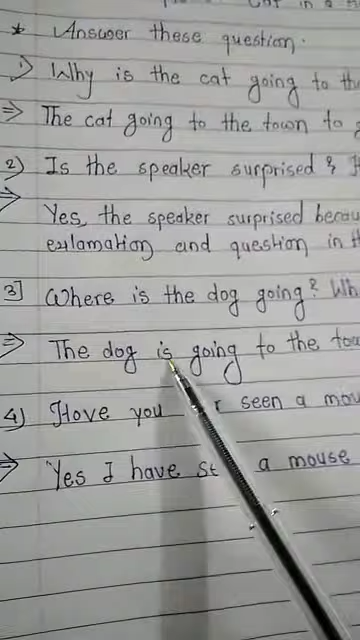 * Answer these question.
1) Why is the cat going to the
⇒ The cat going to the town to
2) Is the speaker surprised ?
⇒ Yes, the speaker surprised becau
exlamation and question in th
3] Where is the dog going? Wh
⇒ The dog is going to the tow
4) Have you r seen a mou
⇒ Yes I have se a mouse